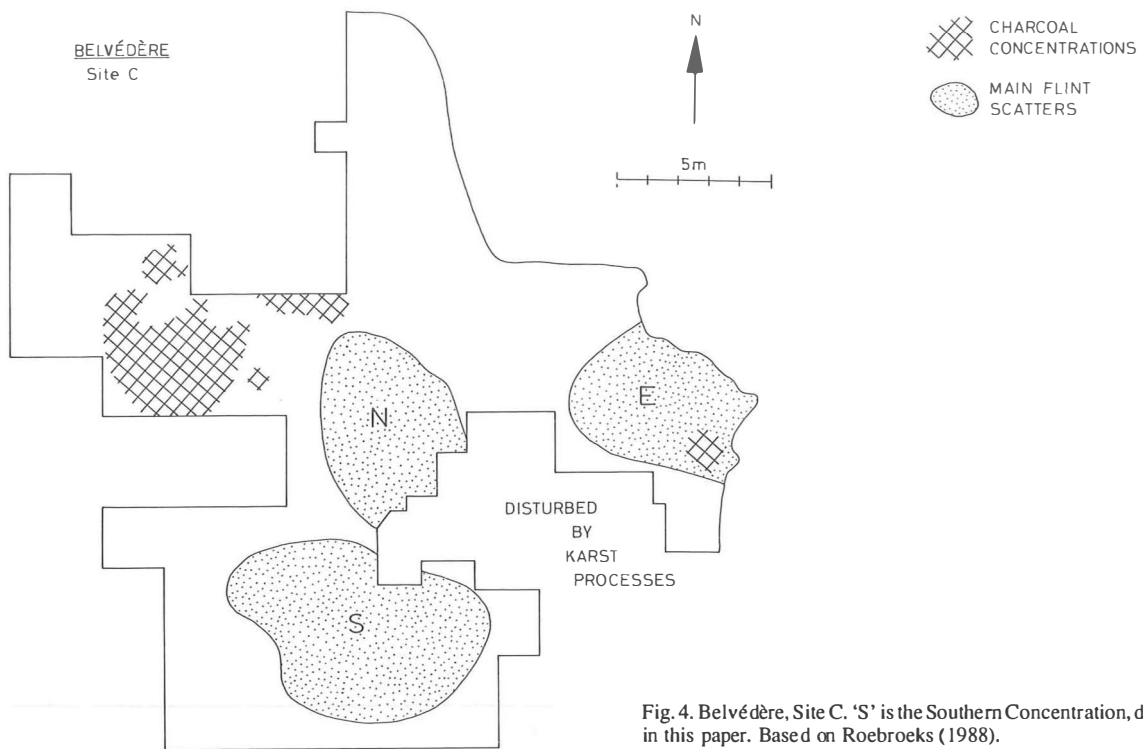 BELVÉDÈRE
Site C
N
5m
CHARCOAL
CONCENTRATIONS
MAIN FLINT
SCATTERS
N
E
S
DISTURBED
BY
KARST
PROCESSES
Fig. 4. Belvédère, Site C. ‘S’ is the Southern Concentration, d
in this paper. Based on Roebroeks (1988).